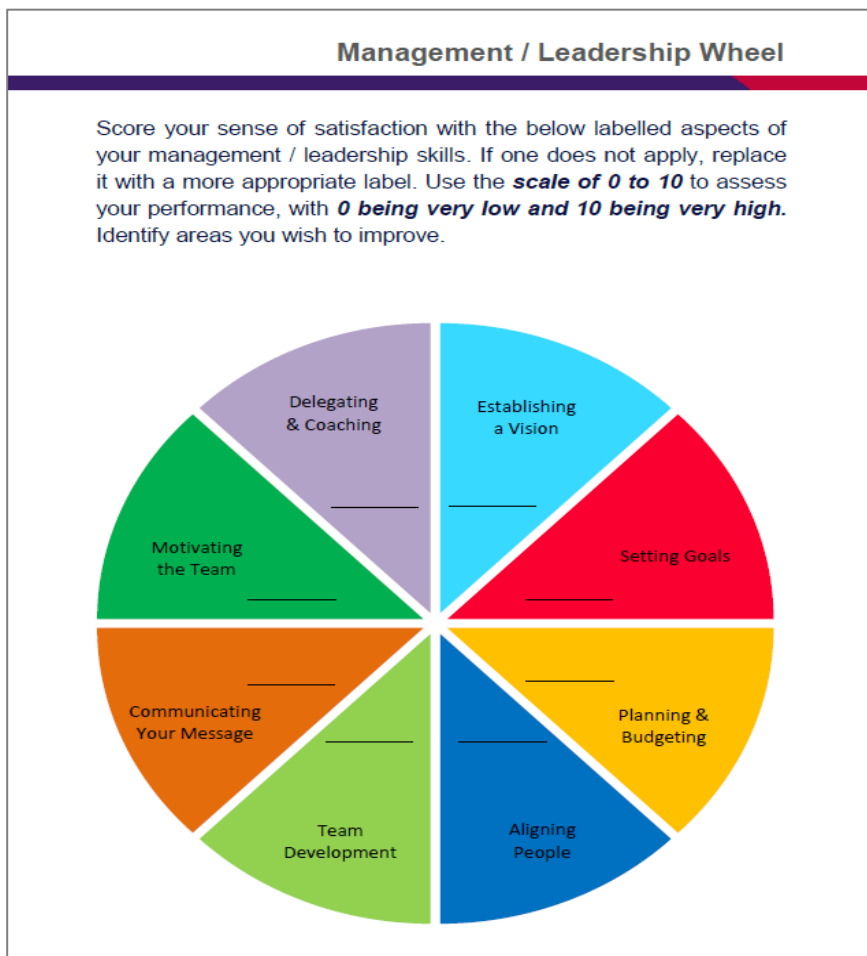 Management / Leadership Wheel
Score your sense of satisfaction with the below labelled aspects of
your management / leadership skills. If one does not apply, replace
it with a more appropriate label. Use the scale of 0 to 10 to assess
your performance, with 0 being very low and 10 being very high.
Identify areas you wish to improve.
Delegating
& Coaching
Establishing
a Vision
Motivating
the Team
Setting Goals
Communicating
Your Message
Planning &
Budgeting
Team
Development
Aligning
People